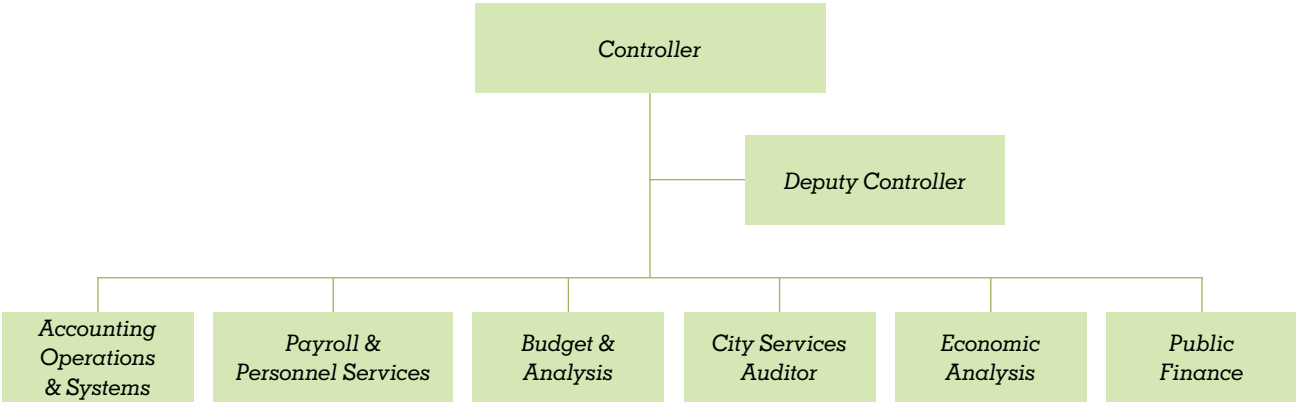 Controller
Deputy Controller
Accounting
Operations
& Systems
Payroll &
Personnel Services
Budget &
Analysis
City Services
Auditor
Economic
Analysis
Public
Finance